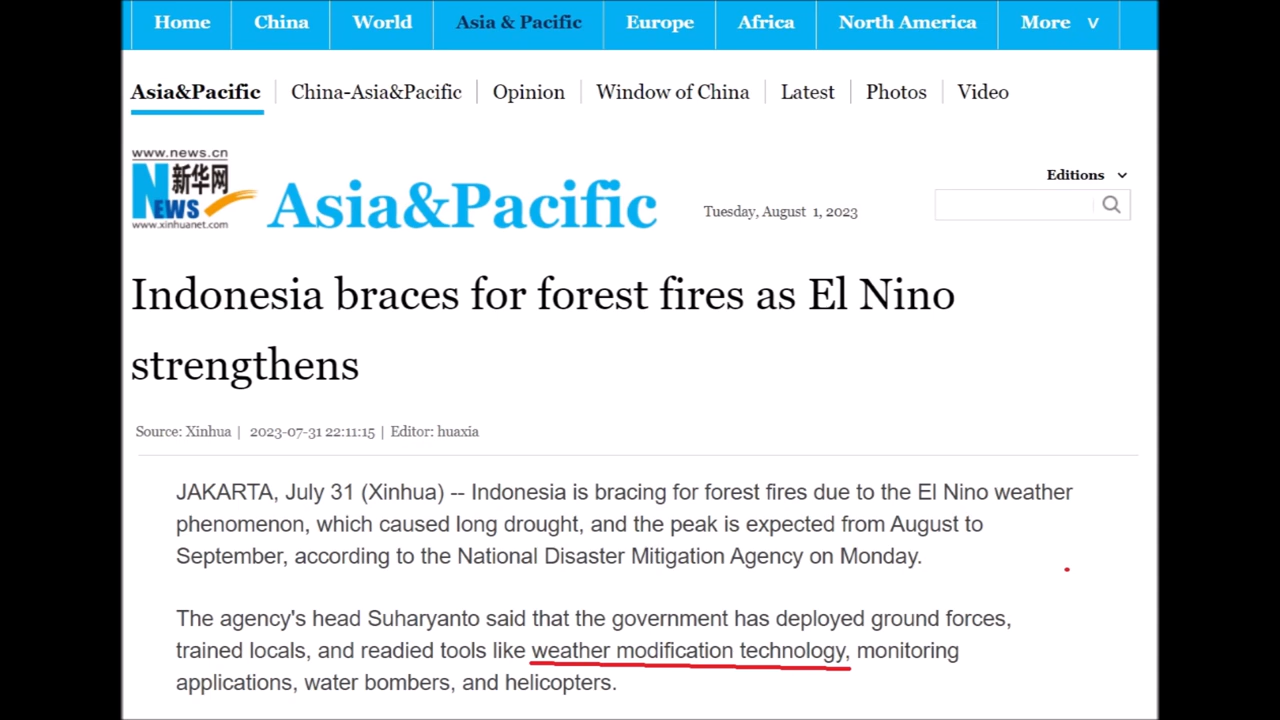 Home China World Asia & Pacific Europe Africa North America More
Asia&Pacific China-Asia&Pacific Opinion Window of China Latest Photos Video
www.news.cn
新华网
News
www.xinhuanet.com
Asia&Pacific
Tuesday, August 1, 2023
Editions
Indonesia braces for forest fires as El Nino
strengthens
Source: Xinhua | 2023-07-31 22:11:15 | Editor: huaxia
JAKARTA, July 31 (Xinhua) -- Indonesia is bracing for forest fires due to the El Nino weather
phenomenon, which caused long drought, and the peak is expected from August to
September, according to the National Disaster Mitigation Agency on Monday.
The agency's head Suharyanto said that the government has deployed ground forces,
trained locals, and readied tools like weather modification technology, monitoring
applications, water bombers, and helicopters.